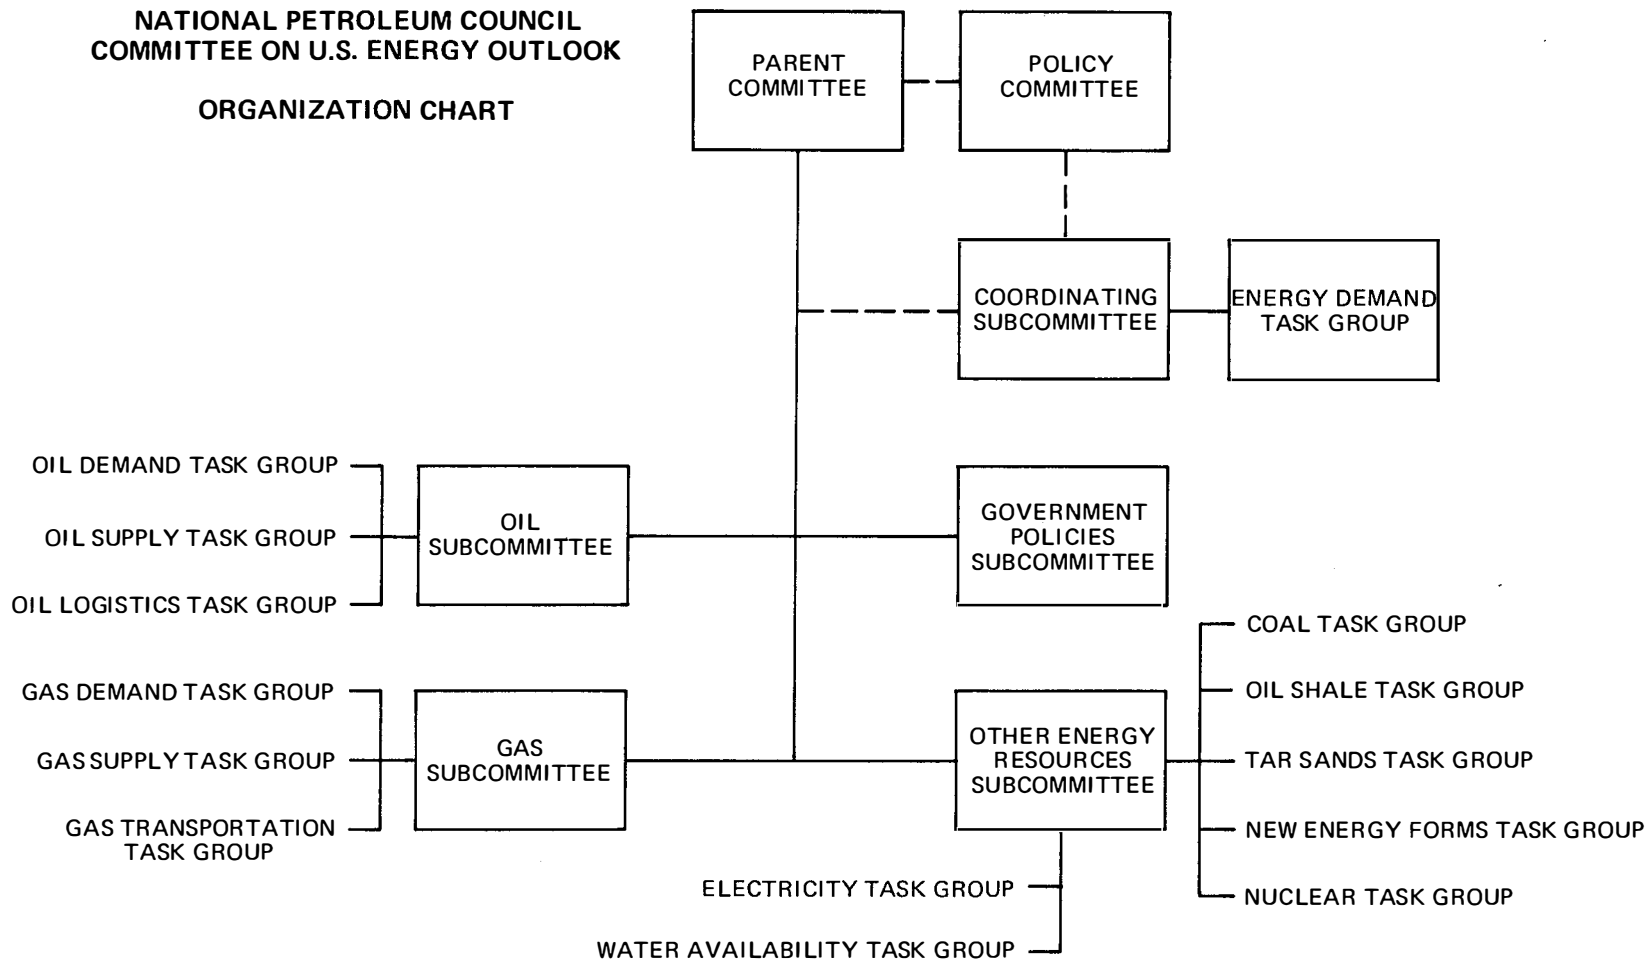 NATIONAL PETROLEUM COUNCIL
COMMITTEE ON U.S. ENERGY OUTLOOK
ORGANIZATION CHART
PARENT
COMMITTEE
POLICY
COMMITTEE
COORDINATING
SUBCOMMITTEE
ENERGY DEMAND
TASK GROUP
OIL DEMAND TASK GROUP
OIL SUPPLY TASK GROUP
OIL LOGISTICS TASK GROUP
OIL
SUBCOMMITTEE
GOVERNMENT
POLICIES
SUBCOMMITTEE
GAS DEMAND TASK GROUP
GAS SUPPLY TASK GROUP
GAS TRANSPORTATION
TASK GROUP
GAS
SUBCOMMITTEE
OTHER ENERGY
RESOURCES
SUBCOMMITTEE
COAL TASK GROUP
OIL SHALE TASK GROUP
TAR SANDS TASK GROUP
NEW ENERGY FORMS TASK GROUP
NUCLEAR TASK GROUP
ELECTRICITY TASK GROUP
WATER AVAILABILITY TASK GROUP